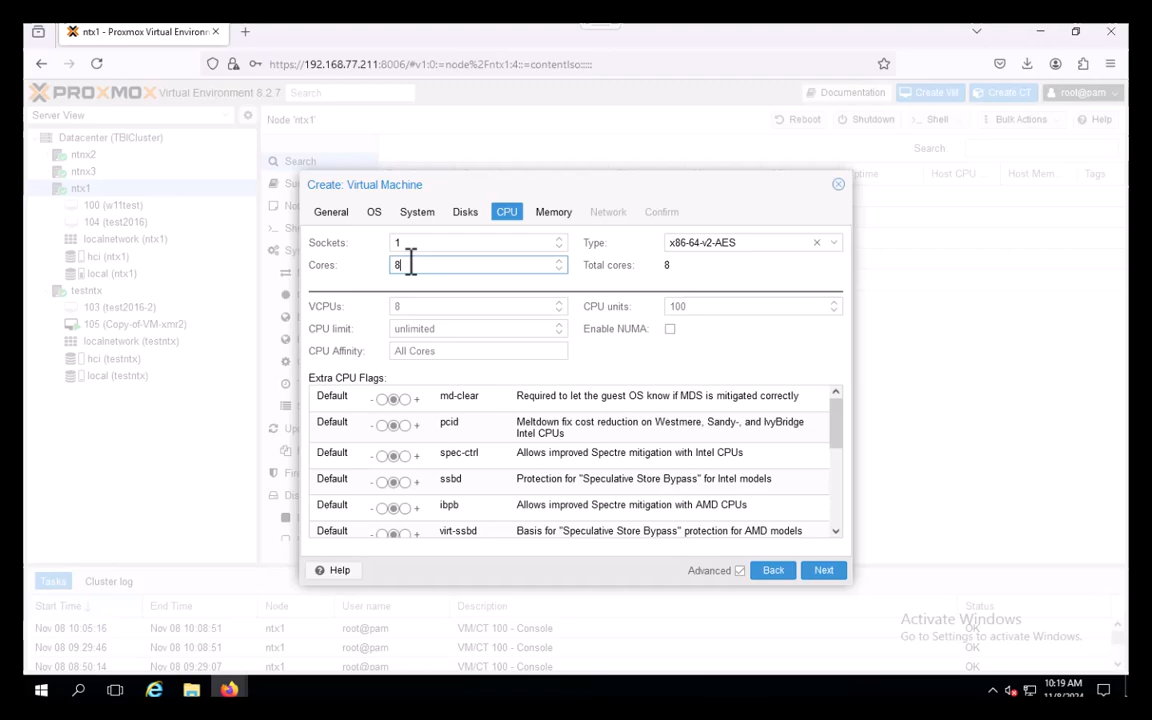 ntx1 - Proxmox Virtual Environn
https://192.168.77.211:8006/#v1:0:=node%2Fntx1:4::=contentIso:::::
PROXMOX Virtual Environment 8.2.7 Search
Documentation Create VM Create CT root@pam
Server View
Node 'ntx1'
Reboot Shutdown Shell Bulk Actions Help
Datacenter (TBICluster)
ntnx2
ntnx3
ntx1
100 (w11test)
104 (test2016)
localnetwork (ntx1)
hci (ntx1)
local (ntx1)
testntx
103 (test2016-2)
105 (Copy-of-VM-xmr2)
localnetwork (testntx)
hci (testntx)
local (testntx)
Search
Search:
Host CPU... Host Mem... Tags
Create: Virtual Machine
General OS System Disks CPU Memory Network Confirm
Sockets: 1 Type: x86-64-v2-AES
Cores: 8 Total cores: 8
VCPUs: 8 CPU units: 100
CPU limit: unlimited Enable NUMA:
CPU Affinity: All Cores
Extra CPU Flags:
Default - + md-clear Required to let the guest OS know if MDS is mitigated correctly
Default - + pcid Meltdown fix cost reduction on Westmere, Sandy-, and IvyBridge
Intel CPUs
Default - + spec-ctrl Allows improved Spectre mitigation with Intel CPUs
Default - + ssbd Protection for "Speculative Store Bypass" for Intel models
Default - + ibpb Allows improved Spectre mitigation with AMD CPUs
Default - + virt-ssbd Basis for "Speculative Store Bypass" protection for AMD models
Help Advanced Back Next
Tasks Cluster log
Start Time End Time Node User name Description Status
Nov 08 10:05:16 Nov 08 10:08:51 ntx1 root@pam VM/CT 100 - Console OK
Nov 08 09:29:46 Nov 08 10:08:51 ntx1 root@pam VM/CT 100 - Console
Nov 08 08:50:14 Nov 08 09:29:07 ntx1 root@pam VM/CT 100 - Console OK
Activate Windows
Go to Settings to activate Windows.
10:19 AM
11/8/2024